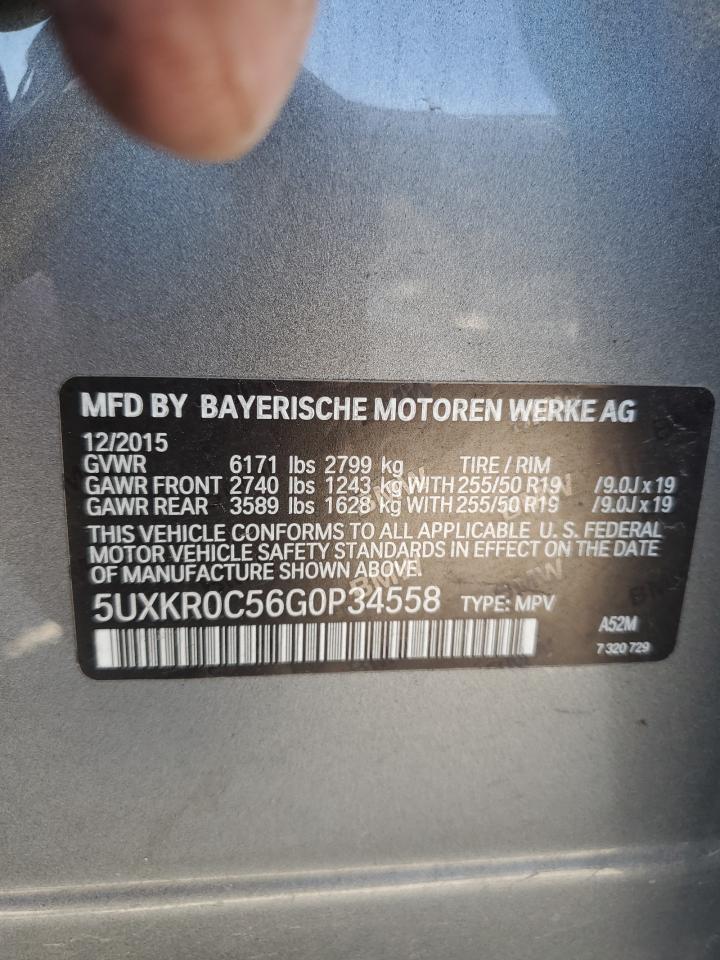 MFD BY BAYERISCHE MOTOREN WERKE AG
12/2015
GVWR 6171 lbs 2799 kg TIRE / RIM
GAWR FRONT 2740 lbs 1243 kg WITH 255/50 R19 /9.0J x 19
GAWR REAR 3589 lbs 1628 kg WITH 255/50 R19 /9.0J x 19
THIS VEHICLE CONFORMS TO ALL APPLICABLE U. S. FEDERAL
MOTOR VEHICLE SAFETY STANDARDS IN EFFECT ON THE DATE
OF MANUFACTURE SHOWN ABOVE.
5UXKR0C56G0P34558 TYPE: MPV
A52M
7 320 729